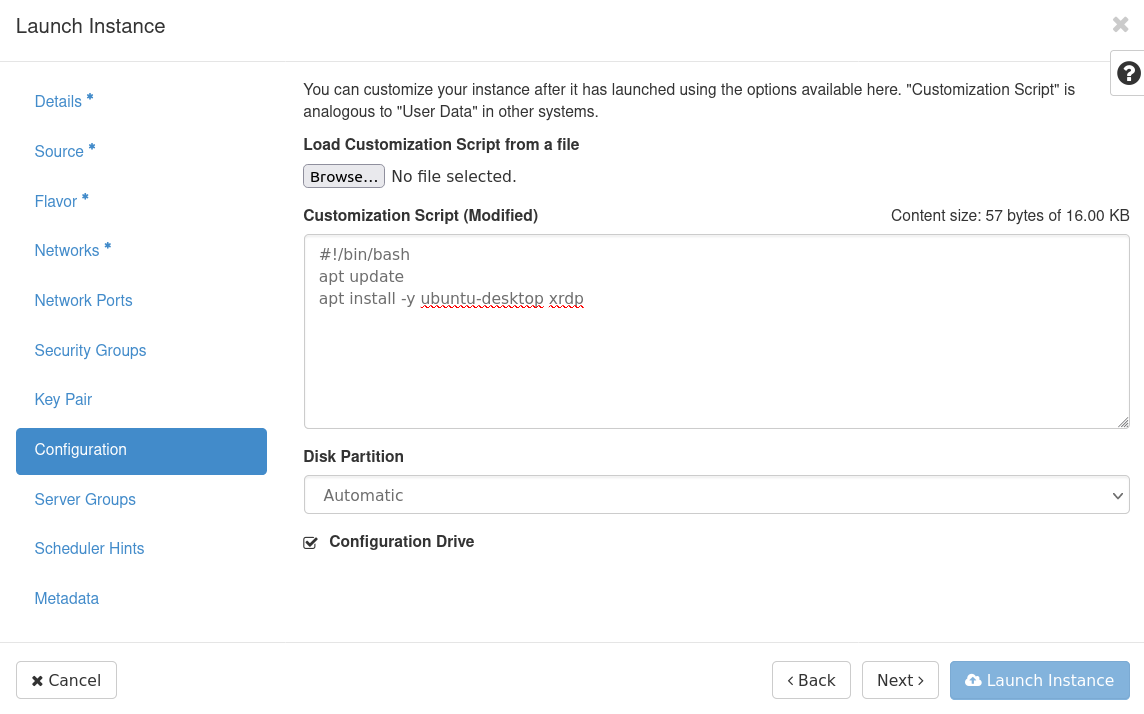 Launch Instance
Details *
Source *
Flavor *
Networks *
Network Ports
Security Groups
Key Pair
Configuration
Server Groups
Scheduler Hints
Metadata
You can customize your instance after it has launched using the options available here. "Customization Script" is
analogous to "User Data" in other systems.
Load Customization Script from a file
Browse... No file selected.
Customization Script (Modified) Content size: 57 bytes of 16.00 KB
#!/bin/bash
apt update
apt install -y ubuntu-desktop xrdp
Disk Partition
Automatic
Configuration Drive
Cancel
Back
Next
Launch Instance